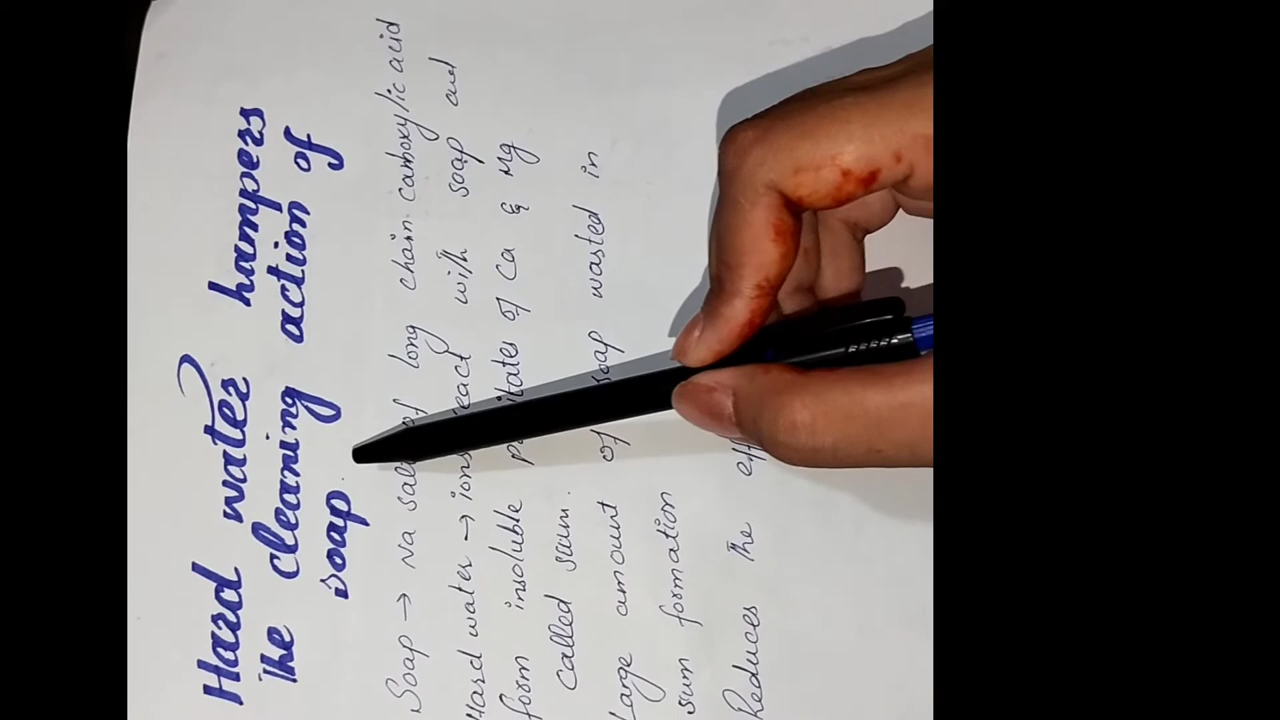 Hard water hampers
The cleaning action of
soap.
Soap → Na salt of long chain carboxylic acid
Hard water → ions react with soap and
form insoluble of Ca & Mg
called scum.
Large amount of soap wasted in
sum formation
Reduces the